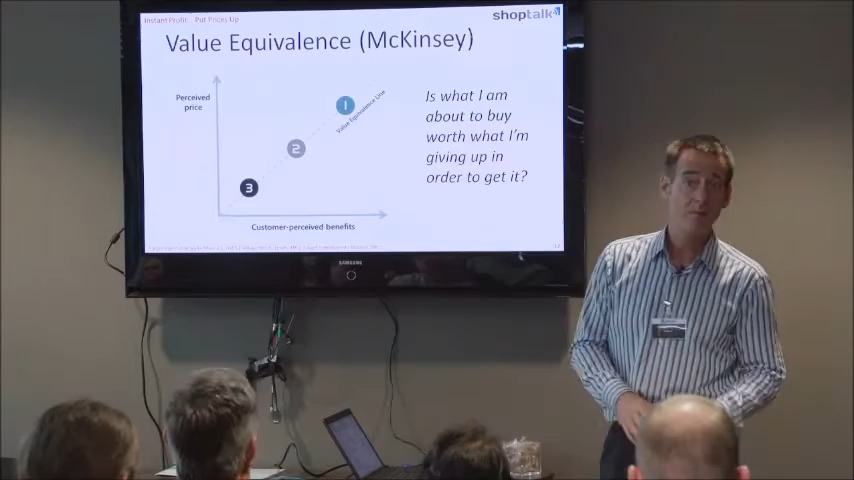 Instant Profit: Put Prices Up
shoptalk
Value Equivalence (McKinsey)
Perceived
price
1
Value Equivalence Line
2
3
Customer-perceived benefits
Is what I am
about to buy
worth what I'm
giving up in
order to get it?
SAMSUNG